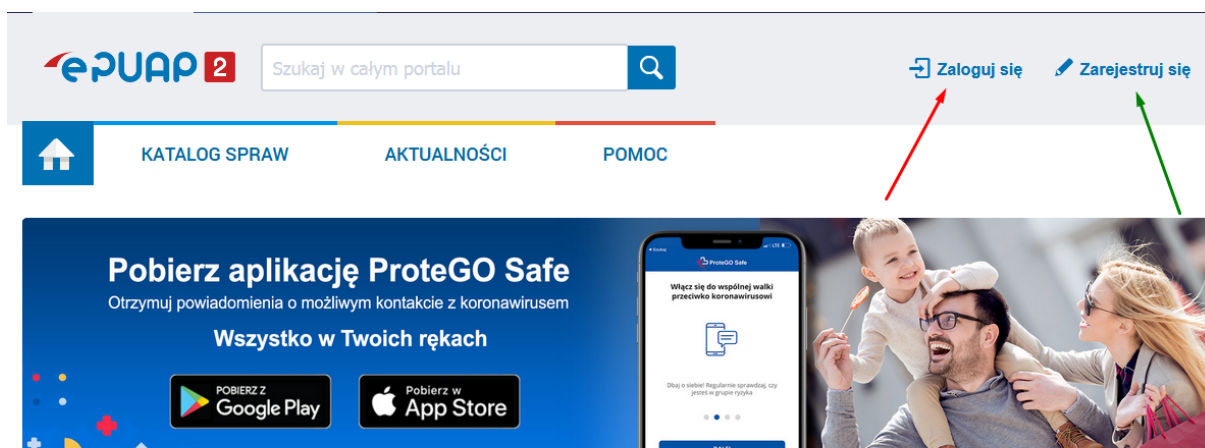 ePUAP 2
Szukaj w całym portalu
Zaloguj się
Zarejestruj się
KATALOG SPRAW
AKTUALNOŚCI
POMOC
Pobierz aplikację ProteGO Safe
Otrzymuj powiadomienia o możliwym kontakcie z koronawirusem
Wszystko w Twoich rękach
POBIERZ Z
Google Play
Pobierz w
App Store
LTE
ProteGO Safe
Włącz się do wspólnej walki
przeciwko koronawirusowi
Dbaj o siebie! Regularnie sprawdzaj, czy
jesteś w grupie ryzyka